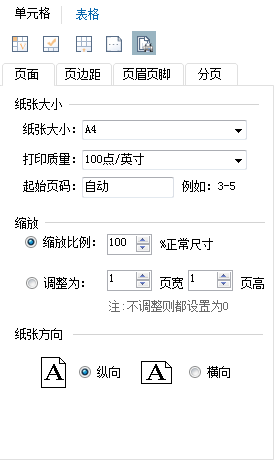 单元格 表格
页面 页边距 页眉页脚 分页
纸张大小
纸张大小: A4
打印质量: 100点/英寸
起始页码: 自动 例如: 3-5
缩放
缩放比例: 100 %正常尺寸
调整为: 1 页宽 1 页高
注:不调整则都设置为0
纸张方向
A 纵向 A 横向